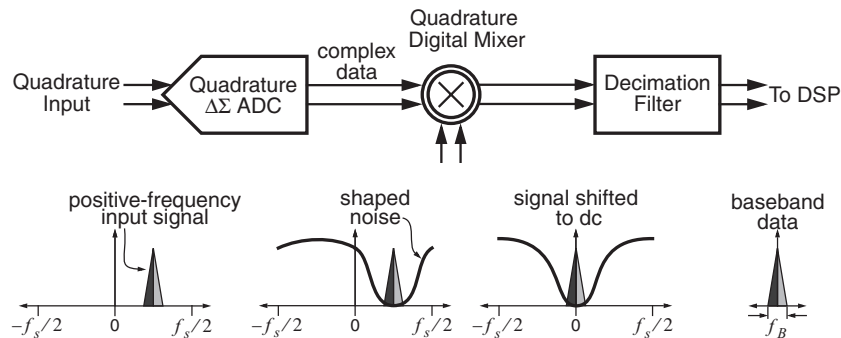 Quadrature
Digital Mixer
complex
data
Quadrature
Input
Quadrature
ΔΣ ADC
Decimation
Filter
To DSP
positive-frequency
input signal
shaped
noise
signal shifted
to dc
baseband
data
−f_s/2
0
f_s/2
−f_s/2
0
f_s/2
−f_s/2
0
f_s/2
f_B